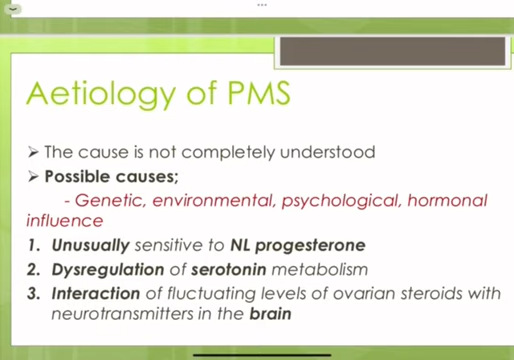 Aetiology of PMS
➢ The cause is not completely understood
➢ Possible causes;
- Genetic, environmental, psychological, hormonal
influence
1. Unusually sensitive to NL progesterone
2. Dysregulation of serotonin metabolism
3. Interaction of fluctuating levels of ovarian steroids with
neurotransmitters in the brain